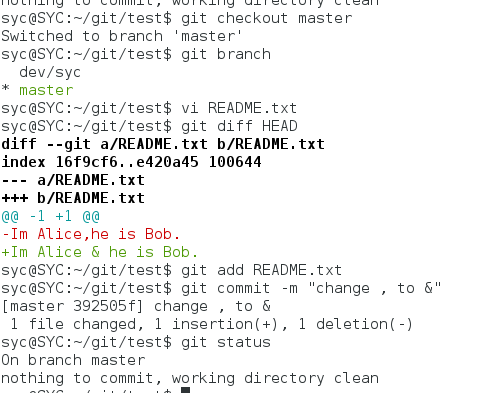 nothing to commit, working directory clean
syc@SYC:~/git/test$ git checkout master
Switched to branch 'master'
syc@SYC:~/git/test$ git branch
  dev/syc
* master
syc@SYC:~/git/test$ vi README.txt
syc@SYC:~/git/test$ git diff HEAD
diff --git a/README.txt b/README.txt
index 16f9cf6..e420a45 100644
--- a/README.txt
+++ b/README.txt
@@ -1 +1 @@
-Im Alice,he is Bob.
+Im Alice & he is Bob.
syc@SYC:~/git/test$ git add README.txt
syc@SYC:~/git/test$ git commit -m "change , to &"
[master 392505f] change , to &
 1 file changed, 1 insertion(+), 1 deletion(-)
syc@SYC:~/git/test$ git status
On branch master
nothing to commit, working directory clean
syc@SYC:~/git/test$